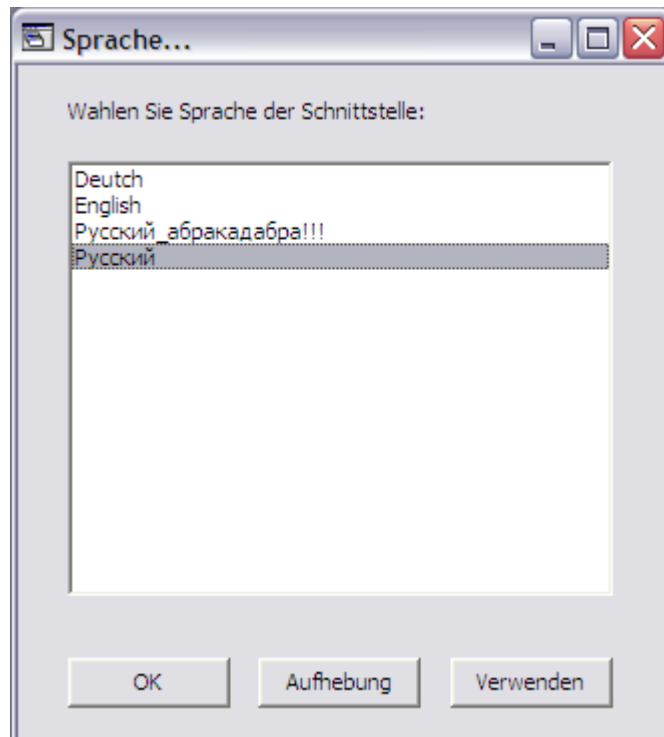 Sprache...
Wahlen Sie Sprache der Schnittstelle:
Deutch
English
Русский_абракадабра!!!
Русский
OK Aufhebung Verwenden